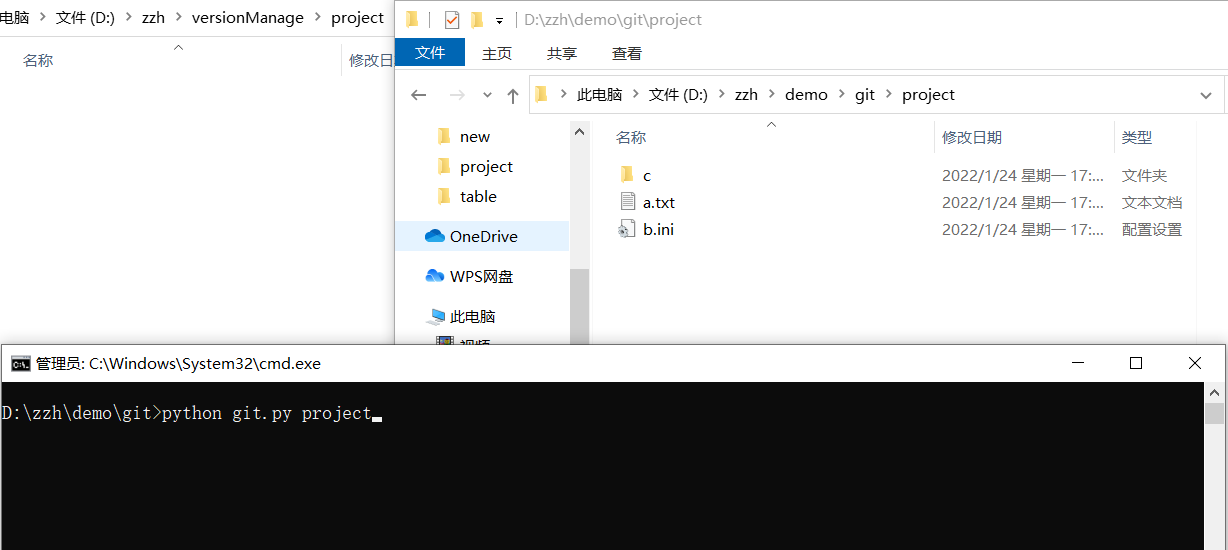 电脑 > 文件 (D:) > zzh > versionManage > project
名称
修改日
D:\zzh\demo\git\project
文件 主页 共享 查看
此电脑 > 文件 (D:) > zzh > demo > git > project
new
project
table
OneDrive
WPS网盘
此电脑
视频
名称 修改日期 类型
c 2022/1/24 星期一 17:... 文件夹
a.txt 2022/1/24 星期一 17:... 文本文档
b.ini 2022/1/24 星期一 17:... 配置设置
管理员: C:\Windows\System32\cmd.exe
D:\zzh\demo\git>python git.py project